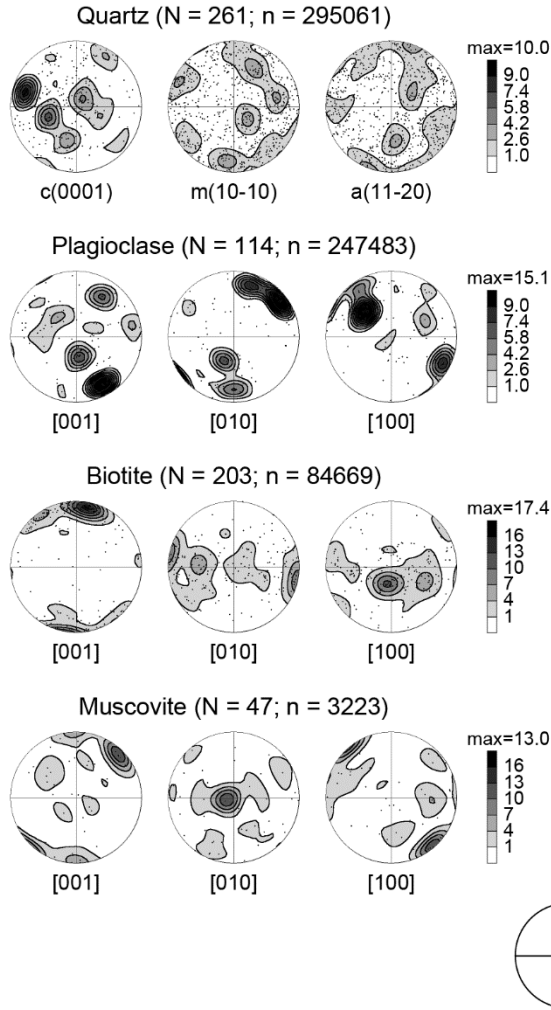 Quartz (N = 261; n = 295061)
max=10.0
9.0
7.4
5.8
4.2
2.6
1.0
c(0001) m(10-10) a(11-20)
Plagioclase (N = 114; n = 247483)
max=15.1
9.0
7.4
5.8
4.2
2.6
1.0
[001] [010] [100]
Biotite (N = 203; n = 84669)
max=17.4
16
13
10
7
4
1
[001] [010] [100]
Muscovite (N = 47; n = 3223)
max=13.0
16
13
10
7
4
1
[001] [010] [100]